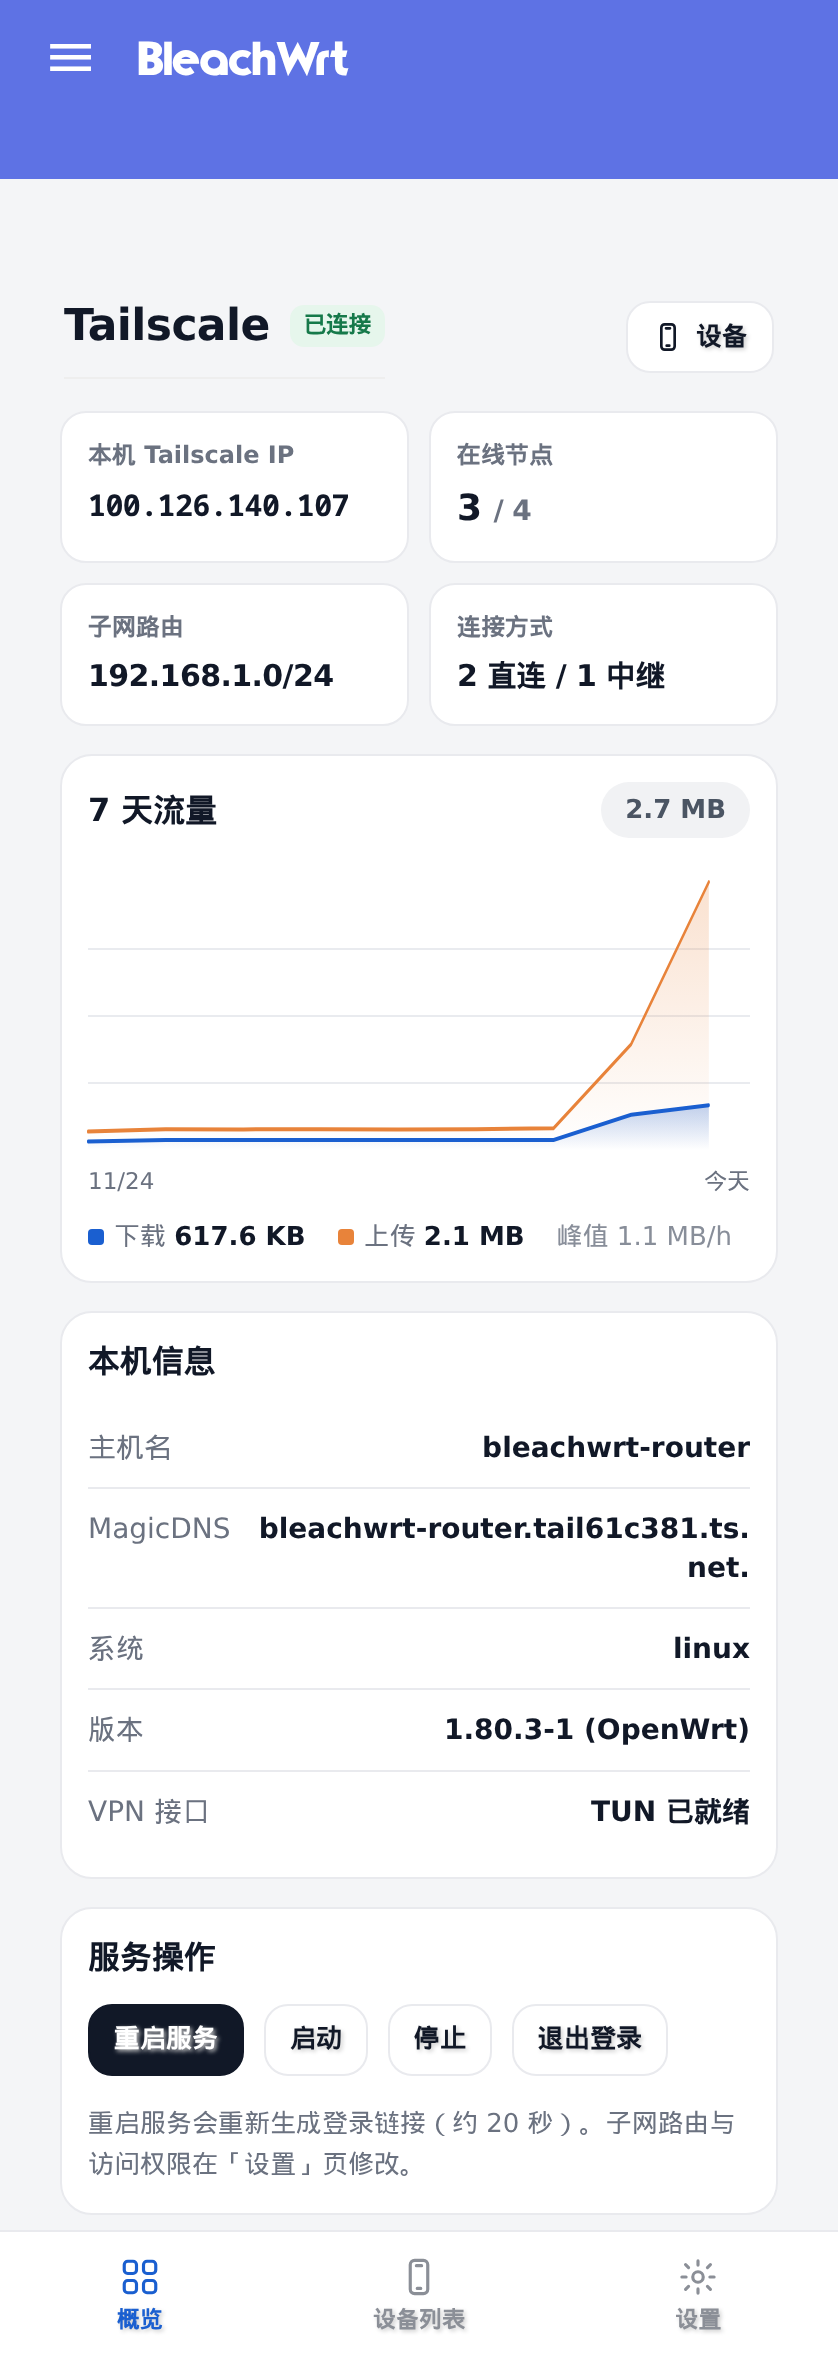 BleachWrt
Tailscale 已连接
设备
本机 Tailscale IP
100.126.140.107
在线节点
3 / 4
子网路由
192.168.1.0/24
连接方式
2 直连 / 1 中继
7 天流量
2.7 MB
11/24
今天
下载 617.6 KB 上传 2.1 MB 峰值 1.1 MB/h
本机信息
主机名 bleachwrt-router
MagicDNS bleachwrt-router.tail61c381.ts.
net.
系统 linux
版本 1.80.3-1 (OpenWrt)
VPN 接口 TUN 已就绪
服务操作
重启服务 启动 停止 退出登录
重启服务会重新生成登录链接（约 20 秒）。子网路由与
访问权限在「设置」页修改。
概览 设备列表 设置